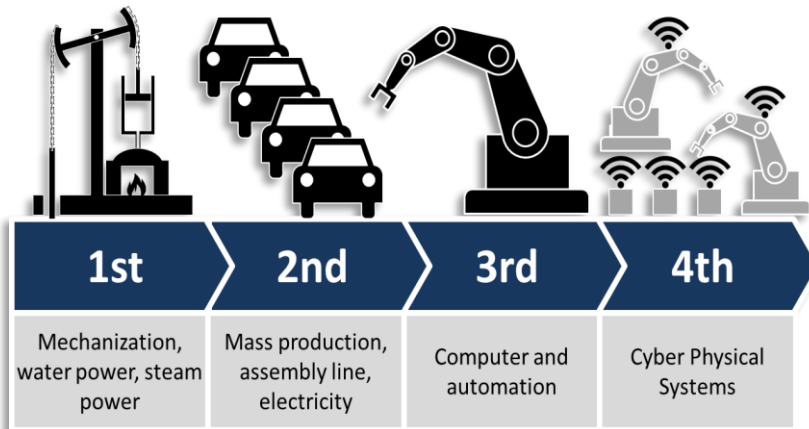 1st
2nd
3rd
4th
Mechanization,
water power, steam
power
Mass production,
assembly line,
electricity
Computer and
automation
Cyber Physical
Systems